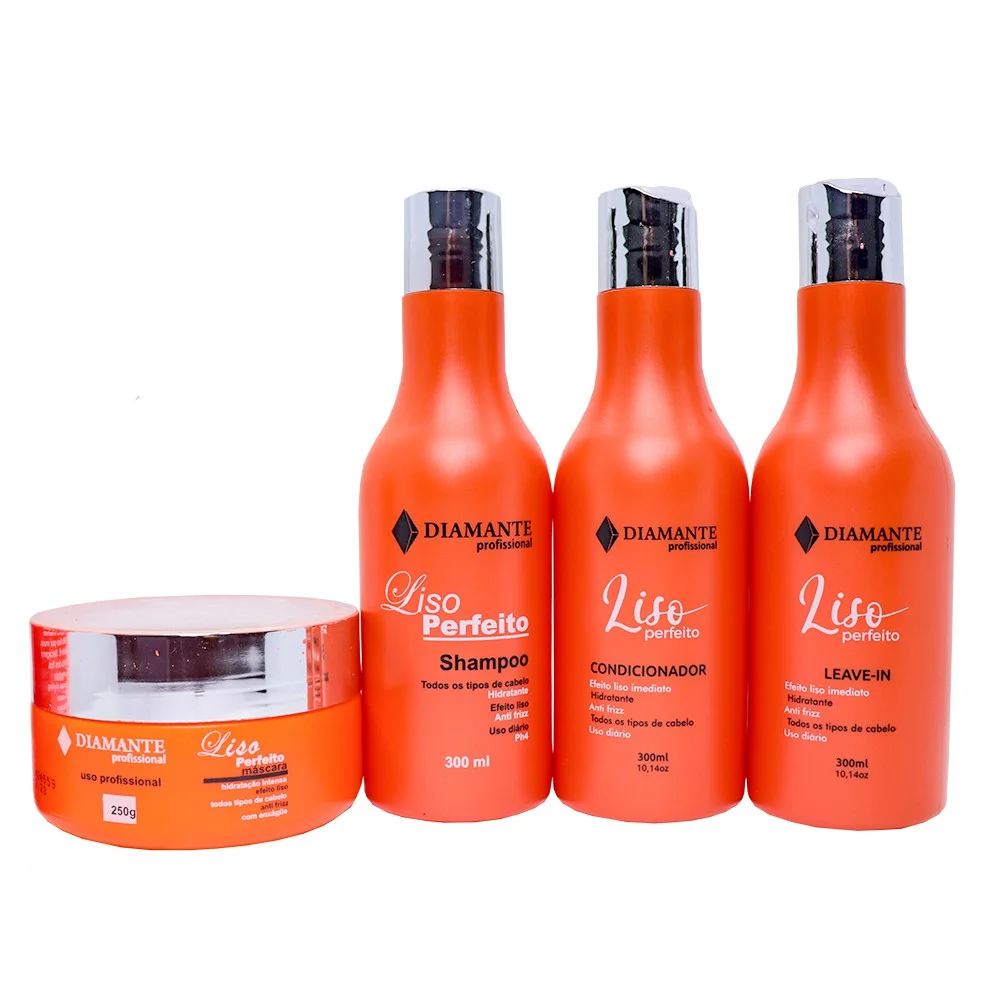 DIAMANTE
profissional
uso profissional
250g
Liso
Perfeito
máscara
hidratação intensa
efeito liso
todos tipos de cabelo
anti frizz
com enxágüe
DIAMANTE
profissional
Liso
Perfeito
Shampoo
Todos os tipos de cabelo
Hidratante
Efeito liso
Anti frizz
Uso diário
Ph4
300 ml
DIAMANTE
profissional
Liso
perfeito
CONDICIONADOR
Efeito liso imediato
Hidratante
Anti frizz
Todos os tipos de cabelo
Uso diário
300ml
10,14oz
DIAMANTE
profissional
Liso
perfeito
LEAVE-IN
Efeito liso imediato
Hidratante
Anti frizz
Todos os tipos de cabelo
Uso diário
300ml
10,14oz